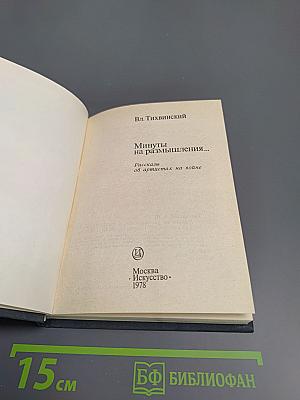 Вл. Тихвинский
Минуты
на размышления...
Рассказы
об артистах на войне
Москва
«Искусство»
1978
15 см
БФ БИБЛИОФАН